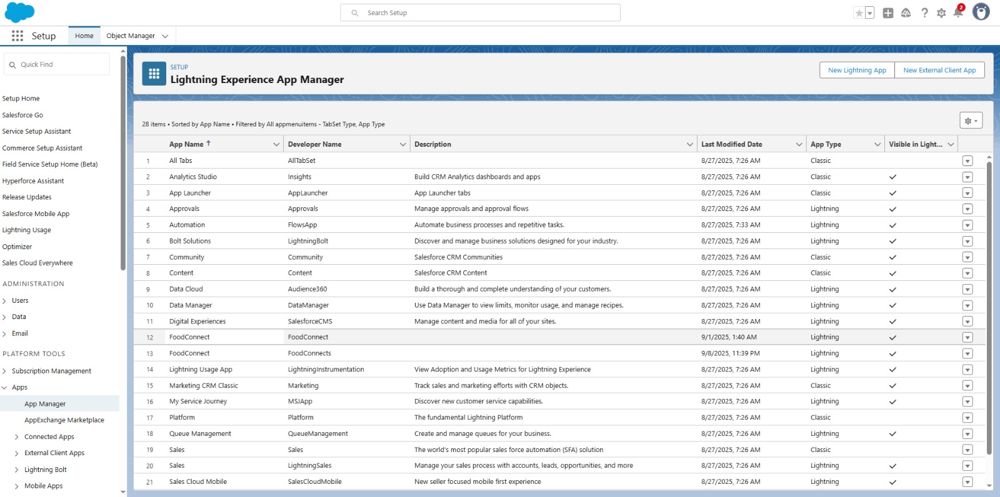 Search Setup
2
Setup
Home
Object Manager
Quick Find
Setup Home
Salesforce Go
Service Setup Assistant
Commerce Setup Assistant
Field Service Setup Home (Beta)
Hyperforce Assistant
Release Updates
Salesforce Mobile App
Lightning Usage
Optimizer
Sales Cloud Everywhere
ADMINISTRATION
Users
Data
Email
PLATFORM TOOLS
Subscription Management
Apps
App Manager
AppExchange Marketplace
Connected Apps
External Client Apps
Lightning Bolt
Mobile Apps
SETUP
Lightning Experience App Manager
New Lightning App New External Client App
28 items • Sorted by App Name • Filtered by All appmenuitems - TabSet Type, App Type
App Name ↑ Developer Name Description Last Modified Date App Type Visible in Light...
1 All Tabs AllTabSet 8/27/2025, 7:26 AM Classic
2 Analytics Studio Insights Build CRM Analytics dashboards and apps 8/27/2025, 7:26 AM Classic ✓
3 App Launcher AppLauncher App Launcher tabs 8/27/2025, 7:26 AM Classic ✓
4 Approvals Approvals Manage approvals and approval flows 8/27/2025, 7:26 AM Lightning ✓
5 Automation FlowsApp Automate business processes and repetitive tasks. 8/27/2025, 7:33 AM Lightning ✓
6 Bolt Solutions LightningBolt Discover and manage business solutions designed for your industry. 8/27/2025, 7:26 AM Lightning ✓
7 Community Community Salesforce CRM Communities 8/27/2025, 7:26 AM Classic ✓
8 Content Content Salesforce CRM Content 8/27/2025, 7:26 AM Classic ✓
9 Data Cloud Audience360 Build a thorough and complete understanding of your customers. 8/27/2025, 7:26 AM Lightning ✓
10 Data Manager DataManager Use Data Manager to view limits, monitor usage, and manage recipes. 8/27/2025, 7:26 AM Lightning ✓
11 Digital Experiences SalesforceCMS Manage content and media for all of your sites. 8/27/2025, 7:26 AM Lightning ✓
12 FoodConnect FoodConnect 9/1/2025, 1:40 AM Lightning ✓
13 FoodConnect FoodConnects 9/8/2025, 11:39 PM Lightning ✓
14 Lightning Usage App LightningInstrumentation View Adoption and Usage Metrics for Lightning Experience 8/27/2025, 7:26 AM Lightning ✓
15 Marketing CRM Classic Marketing Track sales and marketing efforts with CRM objects. 8/27/2025, 7:26 AM Classic ✓
16 My Service Journey MSJApp Discover new customer service capabilities. 8/27/2025, 7:26 AM Lightning ✓
17 Platform Platform The fundamental Lightning Platform 8/27/2025, 7:26 AM Classic
18 Queue Management QueueManagement Create and manage queues for your business. 8/27/2025, 7:26 AM Lightning ✓
19 Sales Sales The world's most popular sales force automation (SFA) solution 8/27/2025, 7:26 AM Classic
20 Sales LightningSales Manage your sales process with accounts, leads, opportunities, and more 8/27/2025, 7:26 AM Lightning ✓
21 Sales Cloud Mobile SalesCloudMobile New seller focused mobile first experience 8/27/2025, 7:26 AM Lightning ✓